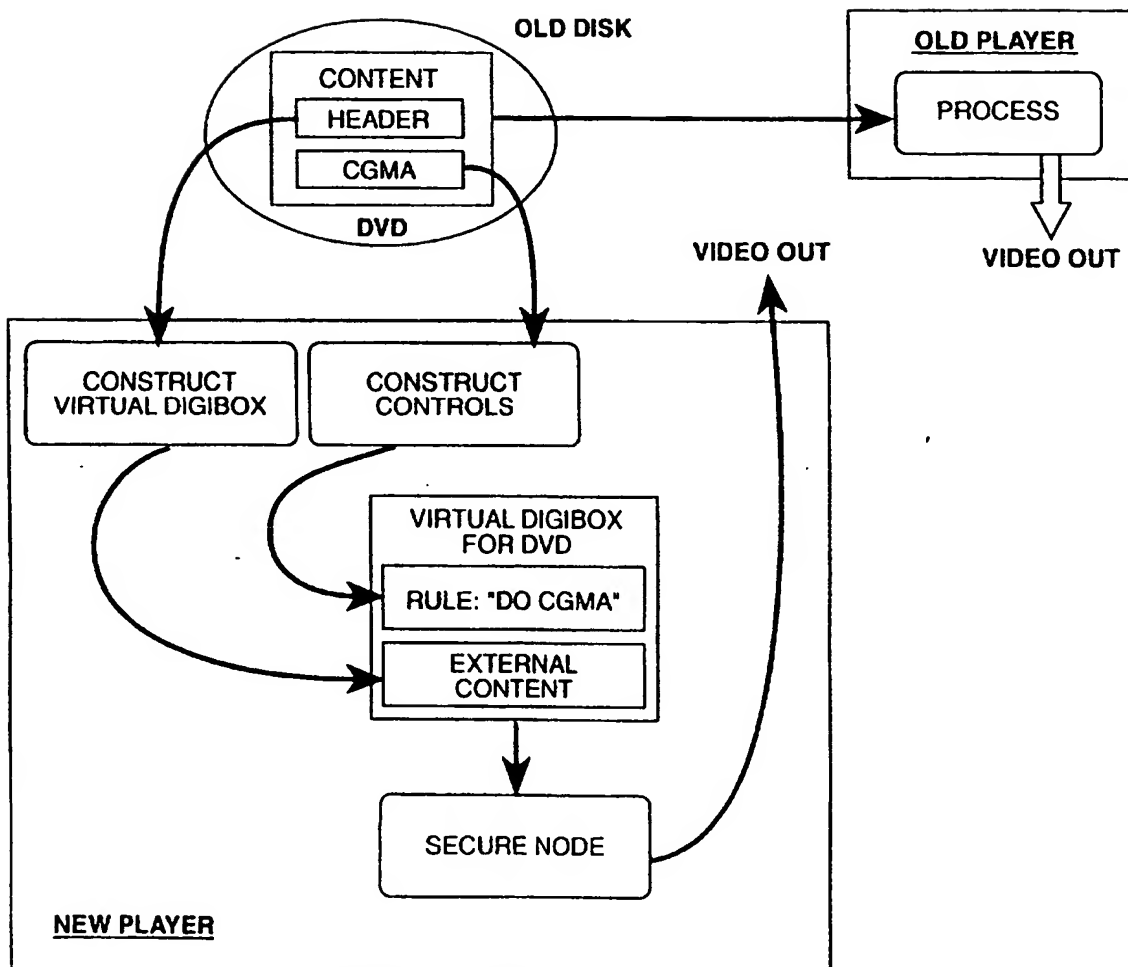 OLD DISK
CONTENT
HEADER
CGMA
DVD
OLD PLAYER
PROCESS
VIDEO OUT
VIDEO OUT
CONSTRUCT
VIRTUAL DIGIBOX
CONSTRUCT
CONTROLS
VIRTUAL DIGIBOX
FOR DVD
RULE: "DO CGMA"
EXTERNAL
CONTENT
SECURE NODE
NEW PLAYER